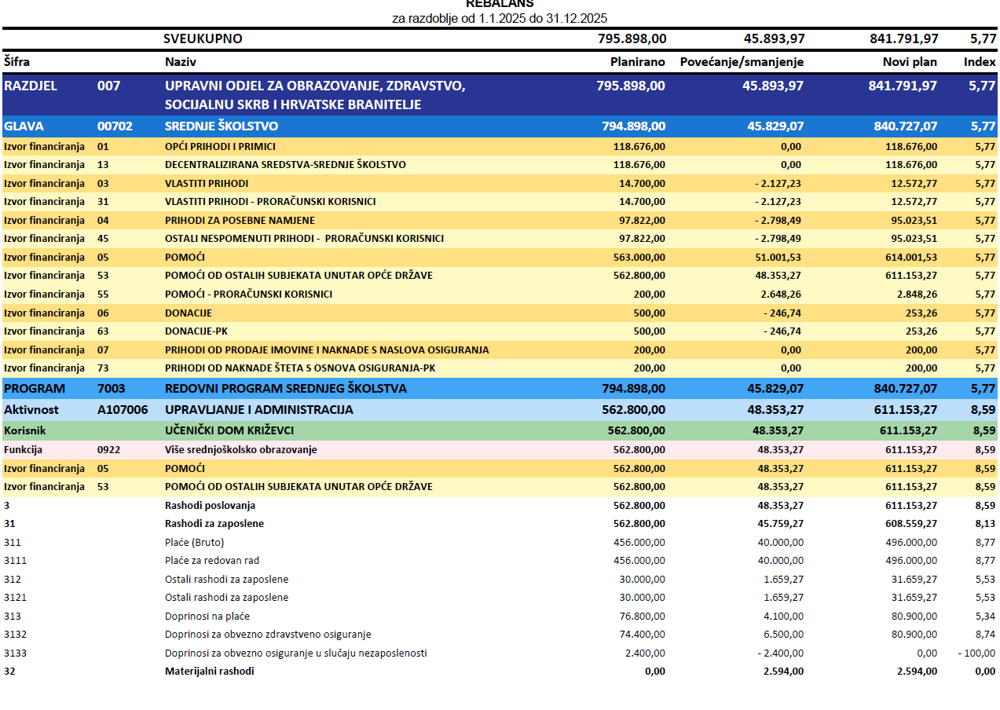 REBALANS
za razdoblje od 1.1.2025 do 31.12.2025
SVEUKUPNO 795.898,00 45.893,97 841.791,97 5,77
Šifra Naziv Planirano Povećanje/smanjenje Novi plan Index
RAZDJEL 007 UPRAVNI ODJEL ZA OBRAZOVANJE, ZDRAVSTVO, 795.898,00 45.893,97 841.791,97 5,77
SOCIJALNU SKRB I HRVATSKE BRANITELJE
GLAVA 00702 SREDNJE ŠKOLSTVO 794.898,00 45.829,07 840.727,07 5,77
Izvor financiranja 01 OPĆI PRIHODI I PRIMICI 118.676,00 0,00 118.676,00 5,77
Izvor financiranja 13 DECENTRALIZIRANA SREDSTVA-SREDNJE ŠKOLSTVO 118.676,00 0,00 118.676,00 5,77
Izvor financiranja 03 VLASTITI PRIHODI 14.700,00 - 2.127,23 12.572,77 5,77
Izvor financiranja 31 VLASTITI PRIHODI - PRORAČUNSKI KORISNICI 14.700,00 - 2.127,23 12.572,77 5,77
Izvor financiranja 04 PRIHODI ZA POSEBNE NAMJENE 97.822,00 - 2.798,49 95.023,51 5,77
Izvor financiranja 45 OSTALI NESPOMENUTI PRIHODI - PRORAČUNSKI KORISNICI 97.822,00 - 2.798,49 95.023,51 5,77
Izvor financiranja 05 POMOĆI 563.000,00 51.001,53 614.001,53 5,77
Izvor financiranja 53 POMOĆI OD OSTALIH SUBJEKATA UNUTAR OPĆE DRŽAVE 562.800,00 48.353,27 611.153,27 5,77
Izvor financiranja 55 POMOĆI - PRORAČUNSKI KORISNICI 200,00 2.648,26 2.848,26 5,77
Izvor financiranja 06 DONACIJE 500,00 - 246,74 253,26 5,77
Izvor financiranja 63 DONACIJE-PK 500,00 - 246,74 253,26 5,77
Izvor financiranja 07 PRIHODI OD PRODAJE IMOVINE I NAKNADE S NASLOVA OSIGURANJA 200,00 0,00 200,00 5,77
Izvor financiranja 73 PRIHODI OD NAKNADE ŠTETA S OSNOVA OSIGURANJA-PK 200,00 0,00 200,00 5,77
PROGRAM 7003 REDOVNI PROGRAM SREDNJEG ŠKOLSTVA 794.898,00 45.829,07 840.727,07 5,77
Aktivnost A107006 UPRAVLJANJE I ADMINISTRACIJA 562.800,00 48.353,27 611.153,27 8,59
Korisnik UČENIČKI DOM KRIŽEVCI 562.800,00 48.353,27 611.153,27 8,59
Funkcija 0922 Više srednjoškolsko obrazovanje 562.800,00 48.353,27 611.153,27 8,59
Izvor financiranja 05 POMOĆI 562.800,00 48.353,27 611.153,27 8,59
Izvor financiranja 53 POMOĆI OD OSTALIH SUBJEKATA UNUTAR OPĆE DRŽAVE 562.800,00 48.353,27 611.153,27 8,59
3 Rashodi poslovanja 562.800,00 48.353,27 611.153,27 8,59
31 Rashodi za zaposlene 562.800,00 45.759,27 608.559,27 8,13
311 Plaće (Bruto) 456.000,00 40.000,00 496.000,00 8,77
3111 Plaće za redovan rad 456.000,00 40.000,00 496.000,00 8,77
312 Ostali rashodi za zaposlene 30.000,00 1.659,27 31.659,27 5,53
3121 Ostali rashodi za zaposlene 30.000,00 1.659,27 31.659,27 5,53
313 Doprinosi na plaće 76.800,00 4.100,00 80.900,00 5,34
3132 Doprinosi za obvezno zdravstveno osiguranje 74.400,00 6.500,00 80.900,00 8,74
3133 Doprinosi za obvezno osiguranje u slučaju nezaposlenosti 2.400,00 - 2.400,00 0,00 - 100,00
32 Materijalni rashodi 0,00 2.594,00 2.594,00 0,00